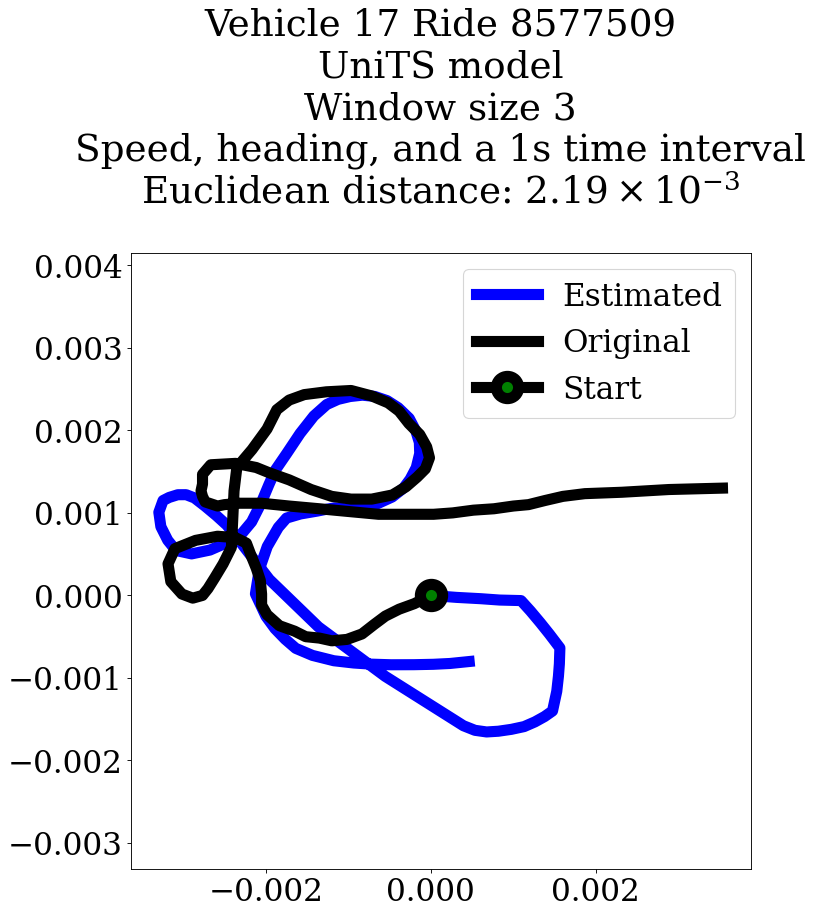 Vehicle 17 Ride 8577509
UniTS model
Window size 3
Speed, heading, and a 1s time interval
Euclidean distance: 2.19 × 10⁻³
0.004
Estimated
0.003
Original
Start
0.002
0.001
0.000
−0.001
−0.002
−0.003
−0.002 0.000 0.002